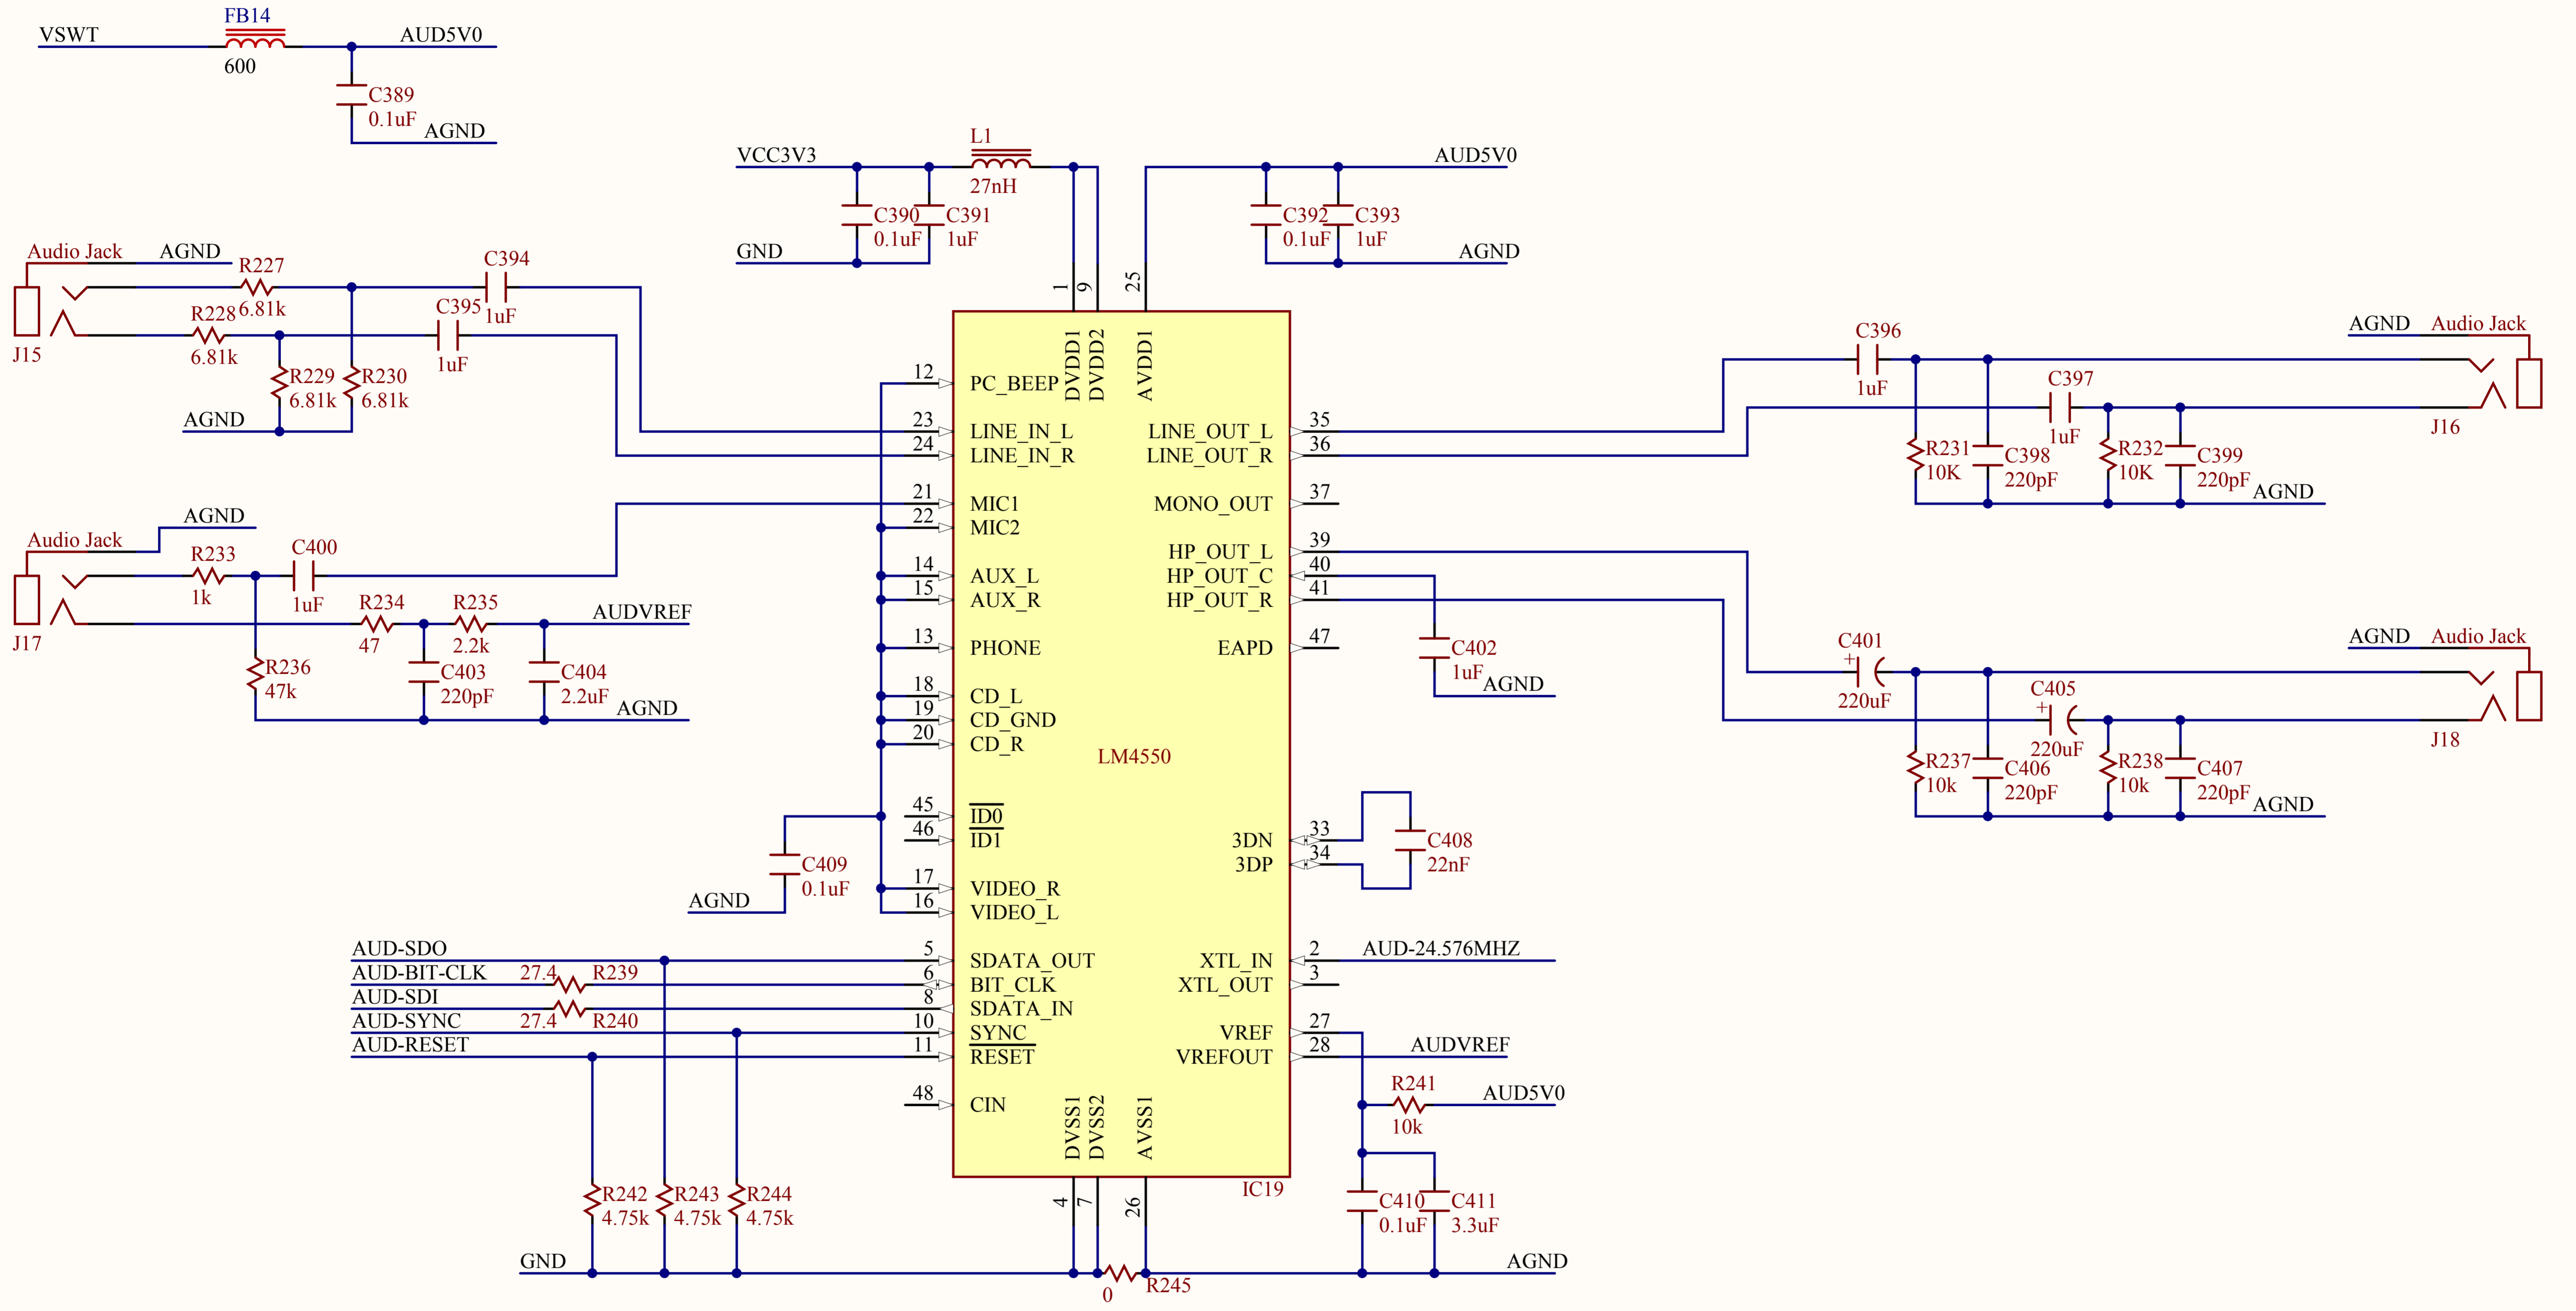 FB14
VSWT
AUD5V0
600
C389
0.1uF
AGND
L1
VCC3V3
27nH
C390
0.1uF
C391
1uF
GND
AUD5V0
C392
0.1uF
C393
1uF
AGND
Audio Jack
AGND
R227
6.81k
R228
6.81k
C394
1uF
C395
1uF
J15
R229
6.81k
R230
6.81k
AGND
AGND
Audio Jack
R233
1k
C400
1uF
R234
47
R235
2.2k
AUDVREF
J17
R236
47k
C403
220pF
C404
2.2uF
AGND
1
9
25
DVDD1
DVDD2
AVDD1
12 PC_BEEP
23 LINE_IN_L
24 LINE_IN_R
21 MIC1
22 MIC2
14 AUX_L
15 AUX_R
13 PHONE
18 CD_L
19 CD_GND
20 CD_R
45 ID0
46 ID1
17 VIDEO_R
16 VIDEO_L
5 SDATA_OUT
6 BIT_CLK
8 SDATA_IN
10 SYNC
11 RESET
48 CIN
LM4550
LINE_OUT_L 35
LINE_OUT_R 36
MONO_OUT 37
HP_OUT_L 39
HP_OUT_C 40
HP_OUT_R 41
EAPD 47
3DN 33
3DP 34
XTL_IN 2
XTL_OUT 3
VREF 27
VREFOUT 28
DVSS1
DVSS2
AVSS1
4
7
26
IC19
C409
0.1uF
AGND
AUD-SDO
AUD-BIT-CLK 27.4 R239
AUD-SDI
AUD-SYNC 27.4 R240
AUD-RESET
R242
4.75k
R243
4.75k
R244
4.75k
GND
0
R245
C396
1uF
C397
1uF
AGND
Audio Jack
J16
R231
10K
C398
220pF
R232
10K
C399
220pF
AGND
C402
1uF
AGND
C401
+
220uF
C405
+
220uF
AGND
Audio Jack
J18
R237
10k
C406
220pF
R238
10k
C407
220pF
AGND
C408
22nF
AUD-24.576MHZ
AUDVREF
R241
10k
AUD5V0
C410
0.1uF
C411
3.3uF
AGND